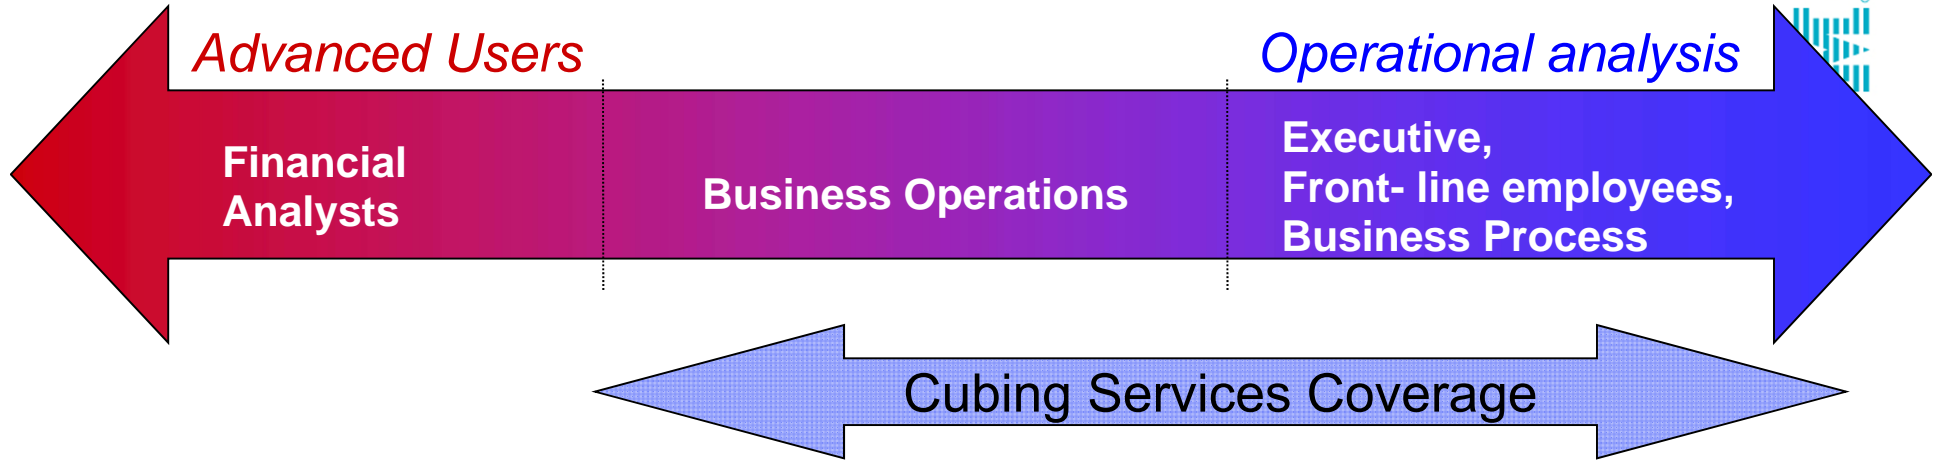 Advanced Users
Operational analysis
Financial
Analysts
Business Operations
Executive,
Front- line employees,
Business Process
Cubing Services Coverage